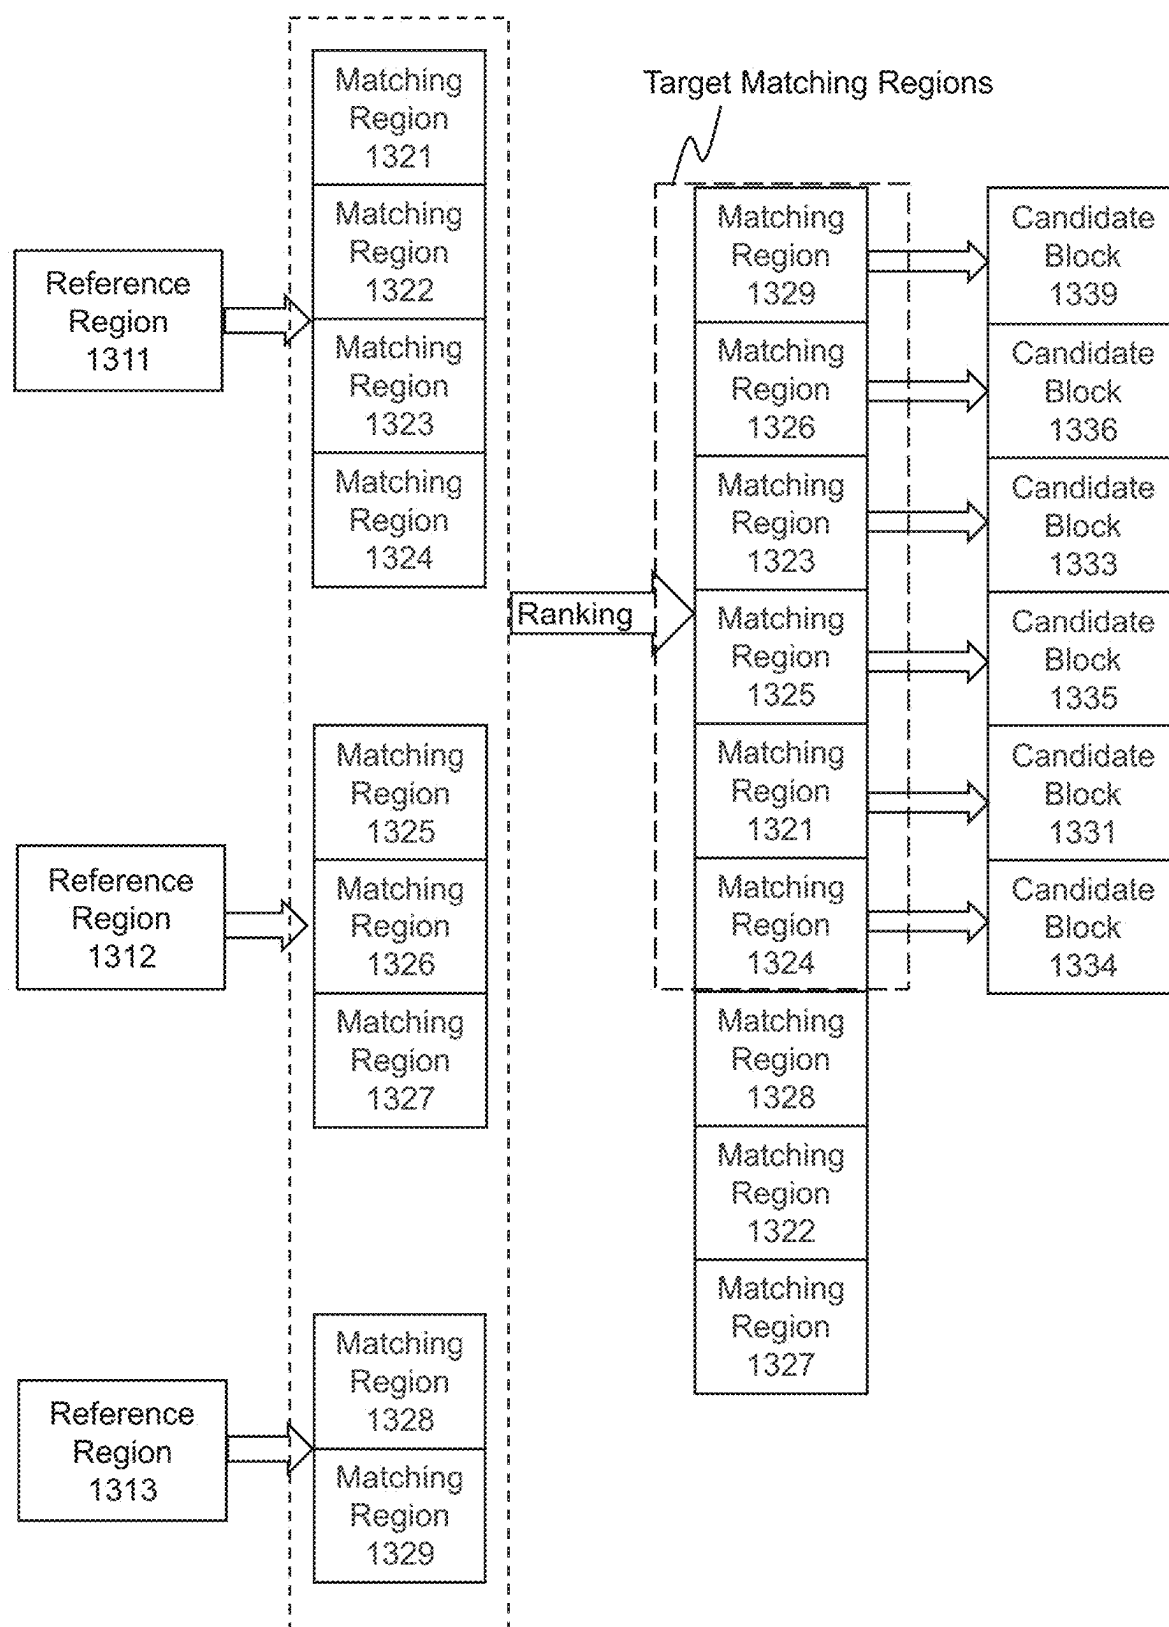 Target Matching Regions
Reference
Region
1311
Matching
Region
1321
Matching
Region
1322
Matching
Region
1323
Matching
Region
1324
Reference
Region
1312
Matching
Region
1325
Matching
Region
1326
Matching
Region
1327
Reference
Region
1313
Matching
Region
1328
Matching
Region
1329
Ranking
Matching
Region
1329
Matching
Region
1326
Matching
Region
1323
Matching
Region
1325
Matching
Region
1321
Matching
Region
1324
Matching
Region
1328
Matching
Region
1322
Matching
Region
1327
Candidate
Block
1339
Candidate
Block
1336
Candidate
Block
1333
Candidate
Block
1335
Candidate
Block
1331
Candidate
Block
1334